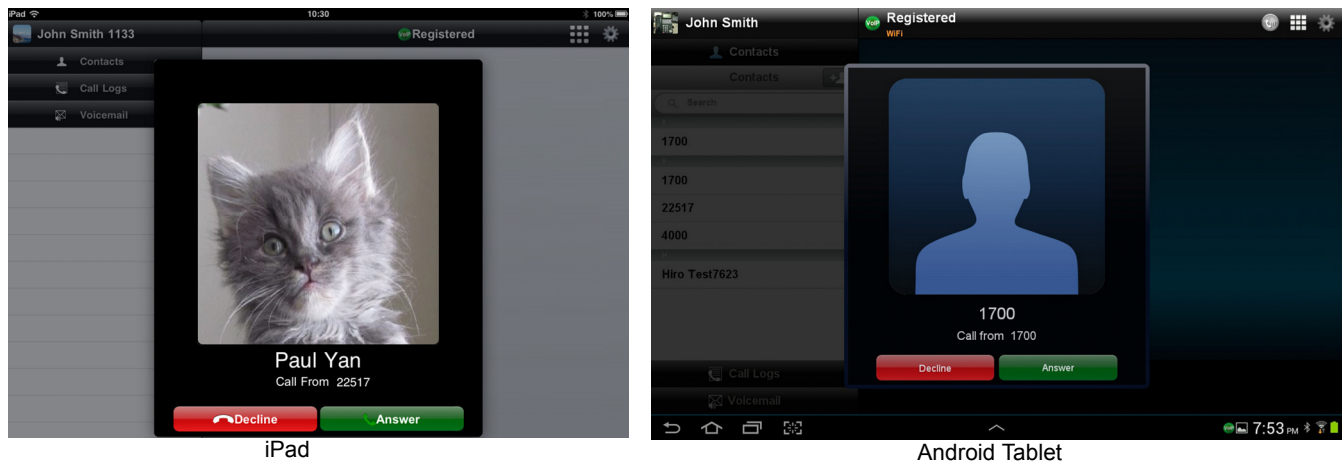 iPad
10:30
100%
John Smith 1133
VoIP Registered
Contacts
Call Logs
Voicemail
Paul Yan
Call From 22517
Decline
Answer
iPad
John Smith
VoIP Registered
WiFi
Contacts
Contacts
Search
1700
1700
22517
4000
H
Hiro Test7623
Call Logs
Voicemail
1700
Call from 1700
Decline
Answer
7:53 PM
Android Tablet